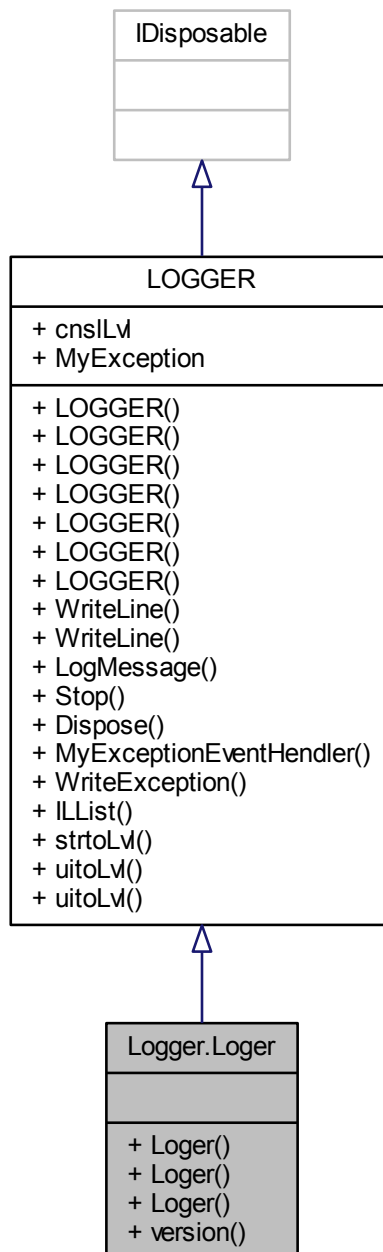 IDisposable
LOGGER
+ cnslLvl
+ MyException
+ LOGGER()
+ LOGGER()
+ LOGGER()
+ LOGGER()
+ LOGGER()
+ LOGGER()
+ LOGGER()
+ WriteLine()
+ WriteLine()
+ LogMessage()
+ Stop()
+ Dispose()
+ MyExceptionEventHendler()
+ WriteException()
+ ILList()
+ strtoLvl()
+ uitoLvl()
+ uitoLvl()
Logger.Loger
+ Loger()
+ Loger()
+ Loger()
+ version()